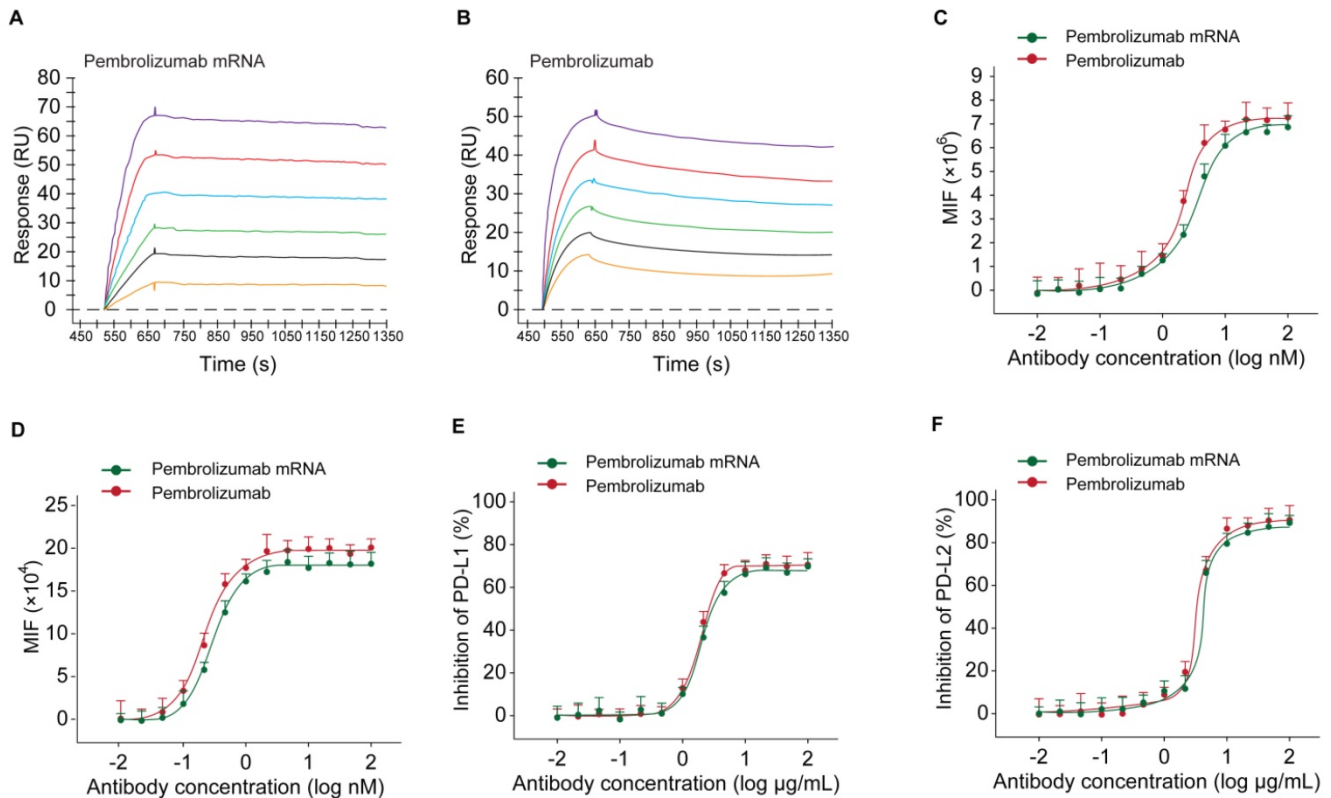 A
Pembrolizumab mRNA
80
70
60
50
40
30
20
10
0
Response (RU)
450 550 650 750 850 950 1050 1150 1250 1350
Time (s)
B
Pembrolizumab
60
50
40
30
20
10
0
Response (RU)
450 550 650 750 850 950 1050 1150 1250 1350
Time (s)
C
Pembrolizumab mRNA
Pembrolizumab
9
8
7
6
5
4
3
2
1
0
MIF (×10⁶)
-2 -1 0 1 2
Antibody concentration (log nM)
D
Pembrolizumab mRNA
Pembrolizumab
25
20
15
10
5
0
MIF (×10⁴)
-2 -1 0 1 2
Antibody concentration (log nM)
E
Pembrolizumab mRNA
Pembrolizumab
100
80
60
40
20
0
Inhibition of PD-L1 (%)
-2 -1 0 1 2
Antibody concentration (log µg/mL)
F
Pembrolizumab mRNA
Pembrolizumab
100
80
60
40
20
0
Inhibition of PD-L2 (%)
-2 -1 0 1 2
Antibody concentration (log µg/mL)